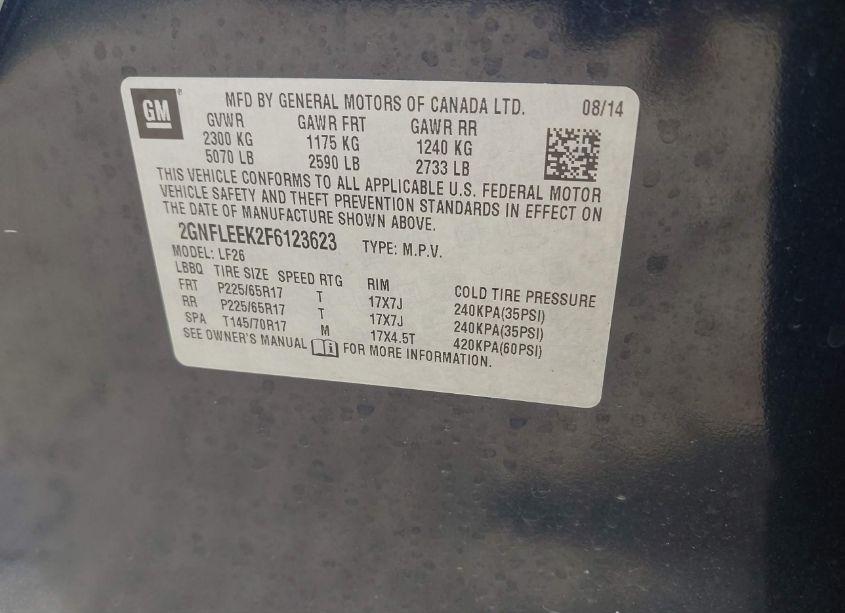 GM
MFD BY GENERAL MOTORS OF CANADA LTD. 08/14
GVWR GAWR FRT GAWR RR
2300 KG 1175 KG 1240 KG
5070 LB 2590 LB 2733 LB
THIS VEHICLE CONFORMS TO ALL APPLICABLE U.S. FEDERAL MOTOR
VEHICLE SAFETY AND THEFT PREVENTION STANDARDS IN EFFECT ON
THE DATE OF MANUFACTURE SHOWN ABOVE.
2GNFLEEK2F6123623 TYPE: M.P.V.
MODEL: LF26
LBBQ TIRE SIZE SPEED RTG RIM COLD TIRE PRESSURE
FRT P225/65R17 T 17X7J 240KPA(35PSI)
RR P225/65R17 T 17X7J 240KPA(35PSI)
SPA T145/70R17 M 17X4.5T 420KPA(60PSI)
SEE OWNER'S MANUAL FOR MORE INFORMATION.